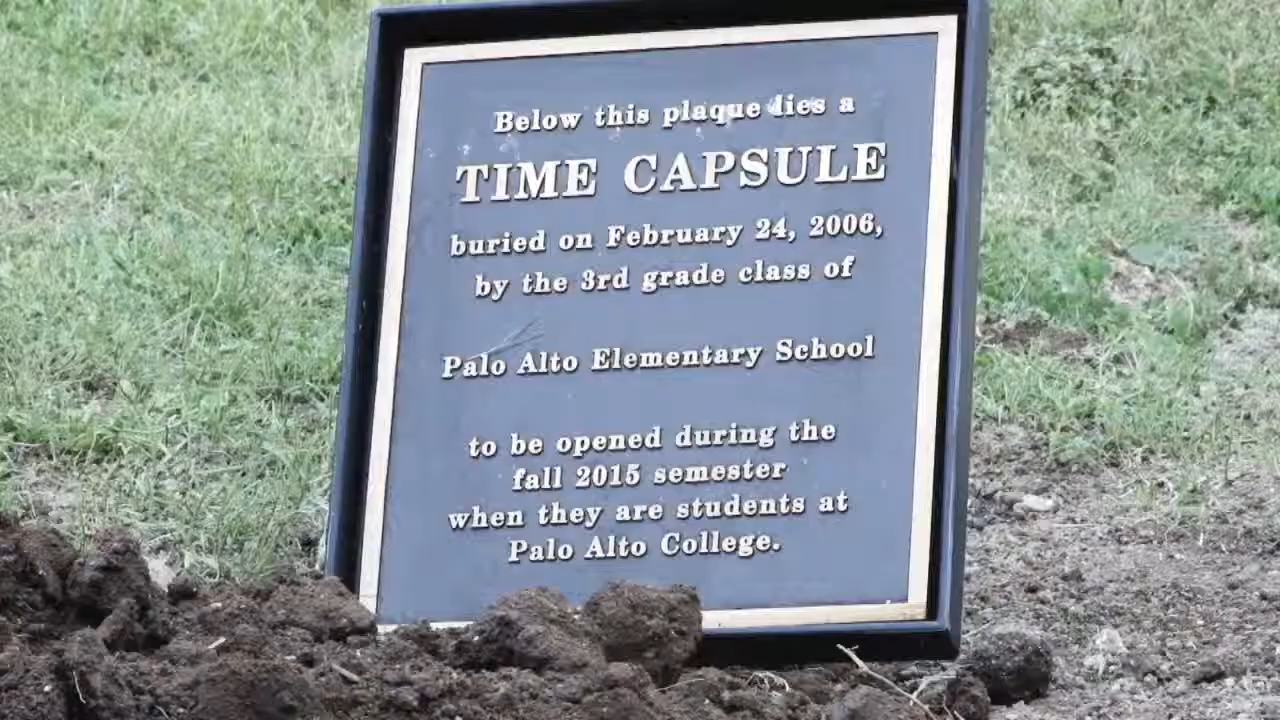 Below this plaque lies a
TIME CAPSULE
buried on February 24, 2006,
by the 3rd grade class of
Palo Alto Elementary School
to be opened during the
fall 2015 semester
when they are students at
Palo Alto College.